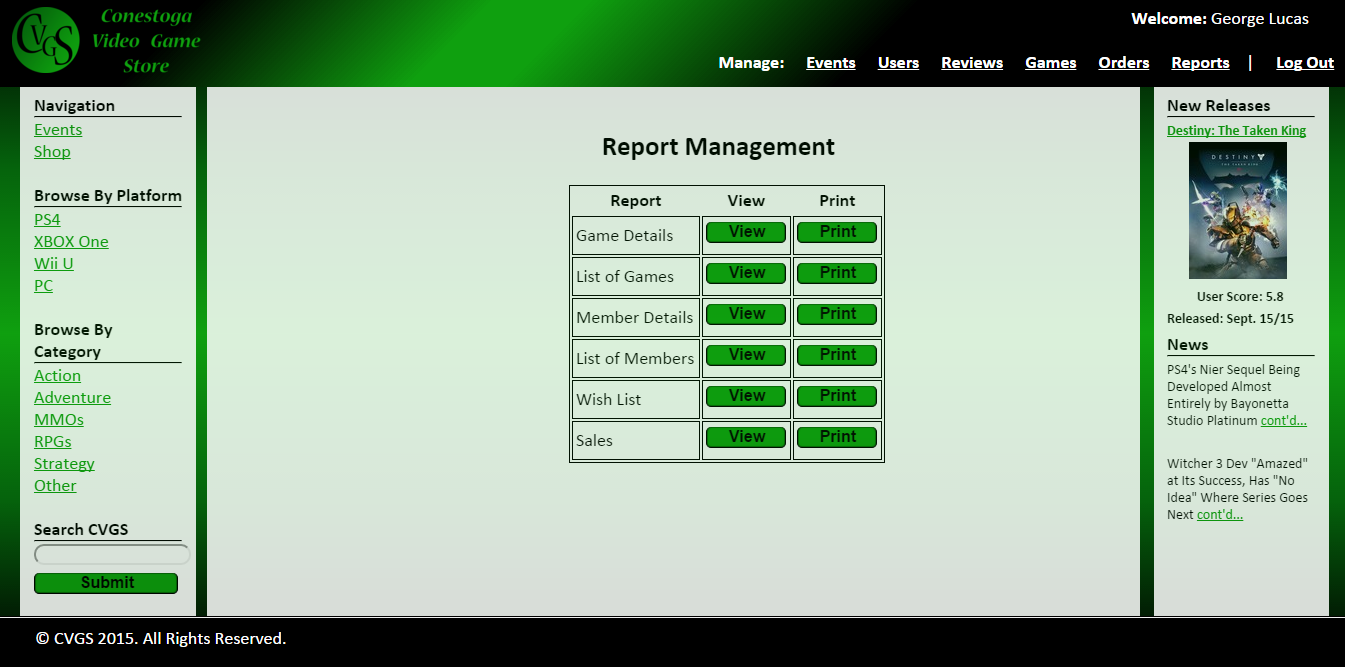 CVGS
Conestoga
Video Game
Store
Welcome: George Lucas
Manage: Events Users Reviews Games Orders Reports | Log Out
Navigation
Events
Shop
Browse By Platform
PS4
XBOX One
Wii U
PC
Browse By
Category
Action
Adventure
MMOs
RPGs
Strategy
Other
Search CVGS
Submit
Report Management
Report View Print
Game Details View Print
List of Games View Print
Member Details View Print
List of Members View Print
Wish List View Print
Sales View Print
New Releases
Destiny: The Taken King
DESTINY
THE TAKEN KING
User Score: 5.8
Released: Sept. 15/15
News
PS4's Nier Sequel Being
Developed Almost
Entirely by Bayonetta
Studio Platinum cont'd...
Witcher 3 Dev "Amazed"
at Its Success, Has "No
Idea" Where Series Goes
Next cont'd...
© CVGS 2015. All Rights Reserved.